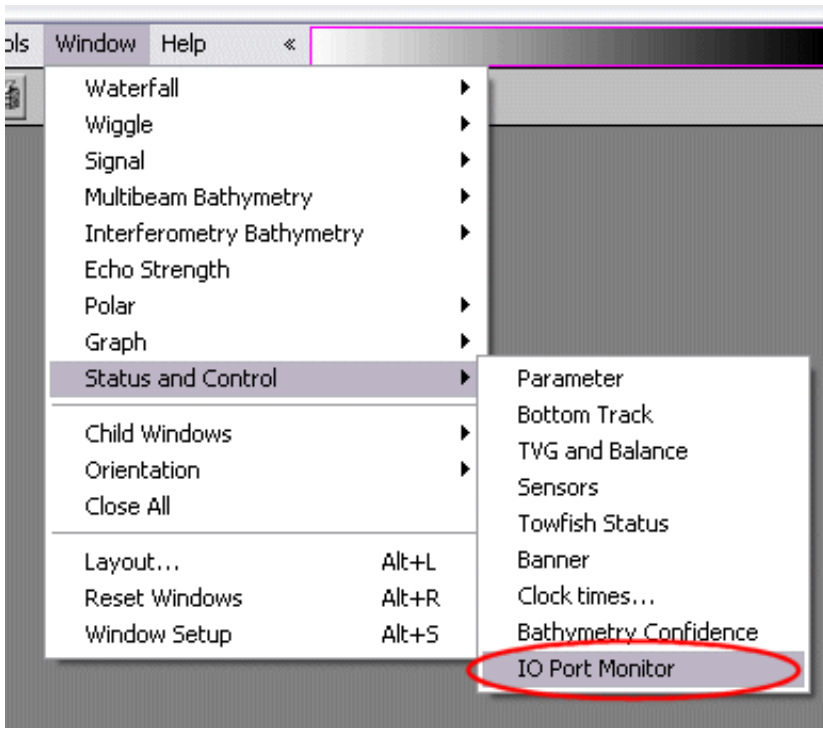 ols Window Help «
Waterfall
Wiggle
Signal
Multibeam Bathymetry
Interferometry Bathymetry
Echo Strength
Polar
Graph
Status and Control
Child Windows
Orientation
Close All
Layout... Alt+L
Reset Windows Alt+R
Window Setup Alt+S
Parameter
Bottom Track
TVG and Balance
Sensors
Towfish Status
Banner
Clock times...
Bathymetry Confidence
IO Port Monitor